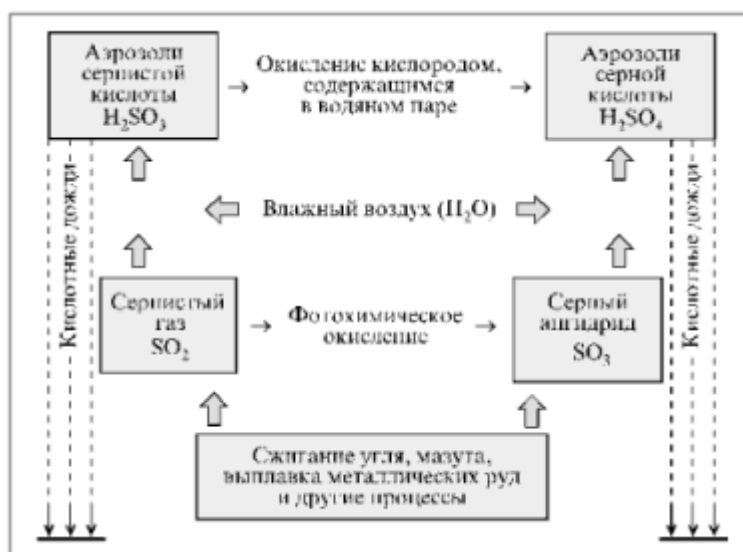 Аэрозоли
сернистой
кислоты
H₂SO₃
Окисление кислородом,
содержащимся
в водяном паре
Аэрозоли
серной
кислоты
H₂SO₄
Кислотные дожди
Влажный воздух (H₂O)
Кислотные дожди
Сернистый
газ
SO₂
Фотохимическое
окисление
Серный
ангидрид
SO₃
Сжигание угля, мазута,
выплавка металлических руд
и другие процессы